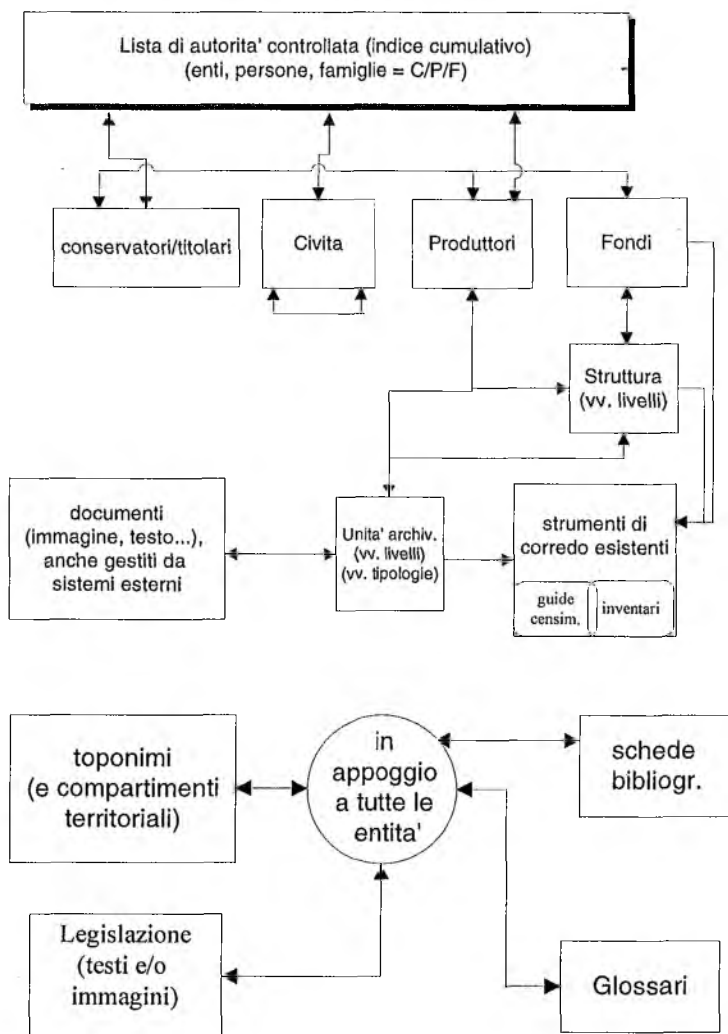 Lista di autorita' controllata (indice cumulativo)
(enti, persone, famiglie = C/P/F)
conservatori/titolari
Civita
Produttori
Fondi
Struttura
(vv. livelli)
documenti
(immagine, testo...),
anche gestiti da
sistemi esterni
Unita' archiv.
(vv. livelli)
(vv. tipologie)
strumenti di
corredo esistenti
guide
censim.
inventari
toponimi
(e compartimenti
territoriali)
in
appoggio
a tutte le
entita'
schede
bibliogr.
Legislazione
(testi e/o
immagini)
Glossari